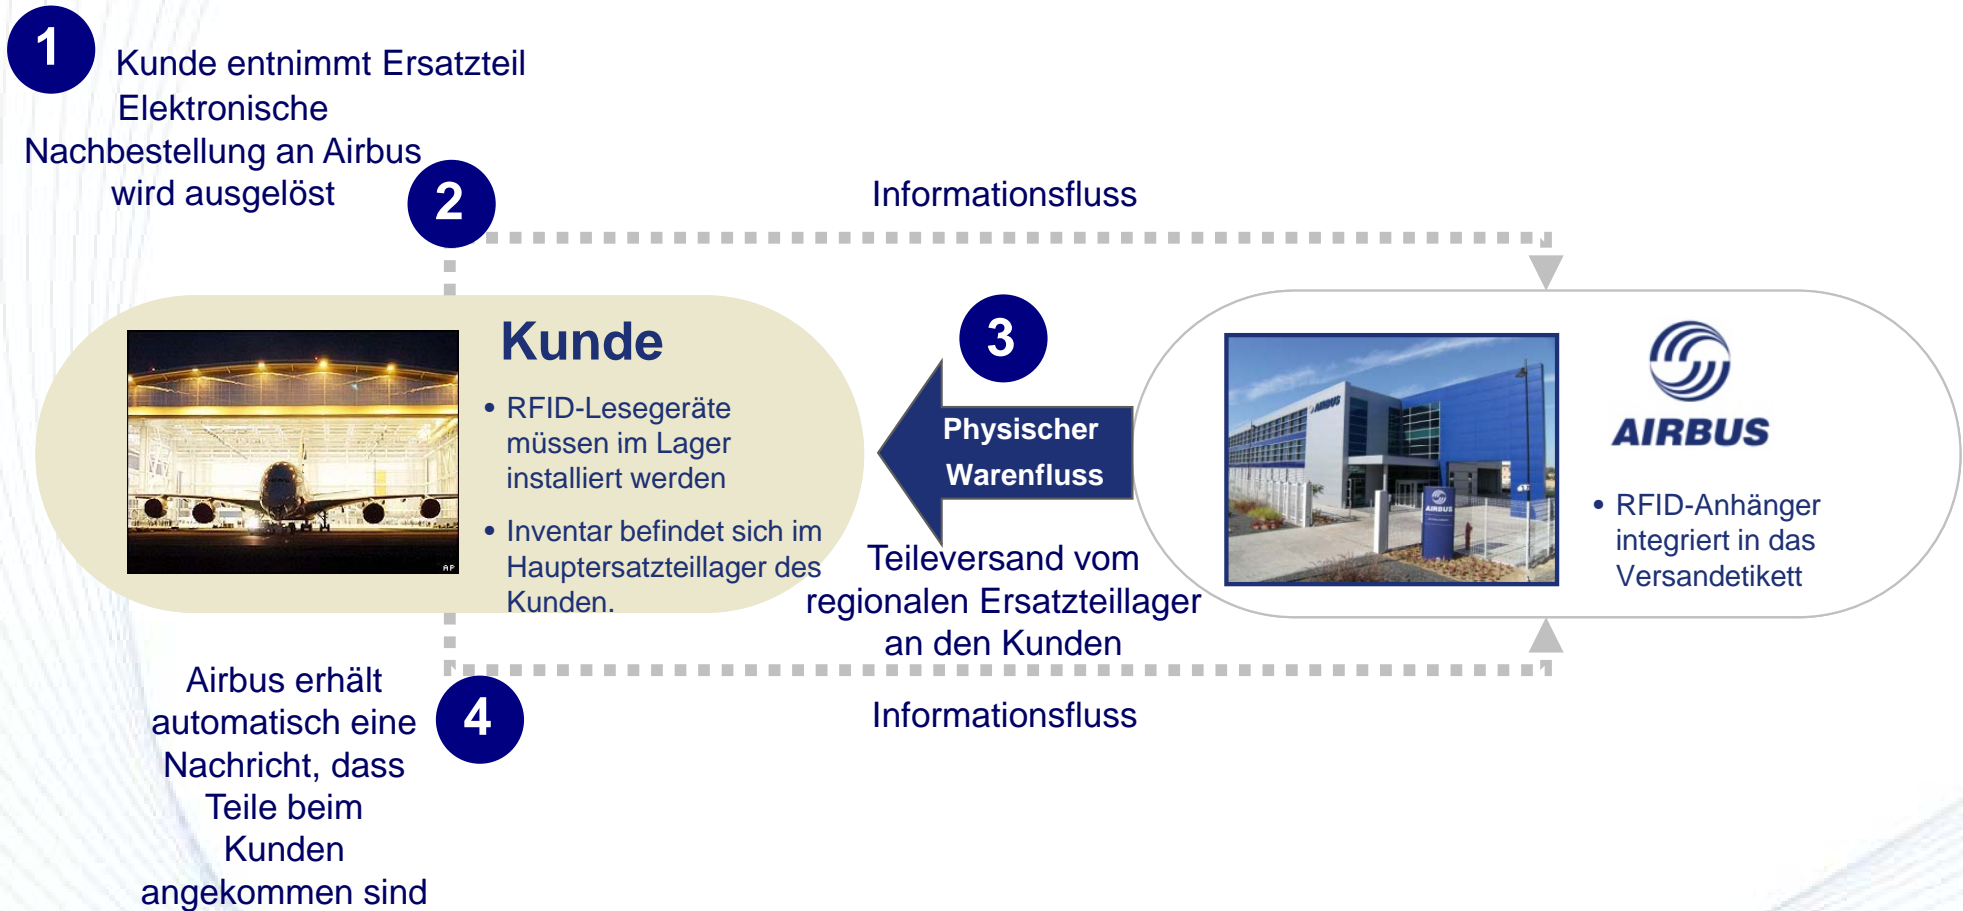 1
Kunde entnimmt Ersatzteil
Elektronische
Nachbestellung an Airbus
wird ausgelöst
2
Informationsfluss
Kunde
• RFID-Lesegeräte
müssen im Lager
installiert werden
• Inventar befindet sich im
Hauptersatzteillager des
Kunden.
AP
3
Physischer
Warenfluss
Teileversand vom
regionalen Ersatzteillager
an den Kunden
AIRBUS
AIRBUS
AIRBUS
• RFID-Anhänger
integriert in das
Versandetikett
Airbus erhält
automatisch eine
Nachricht, dass
Teile beim
Kunden
angekommen sind
4
Informationsfluss